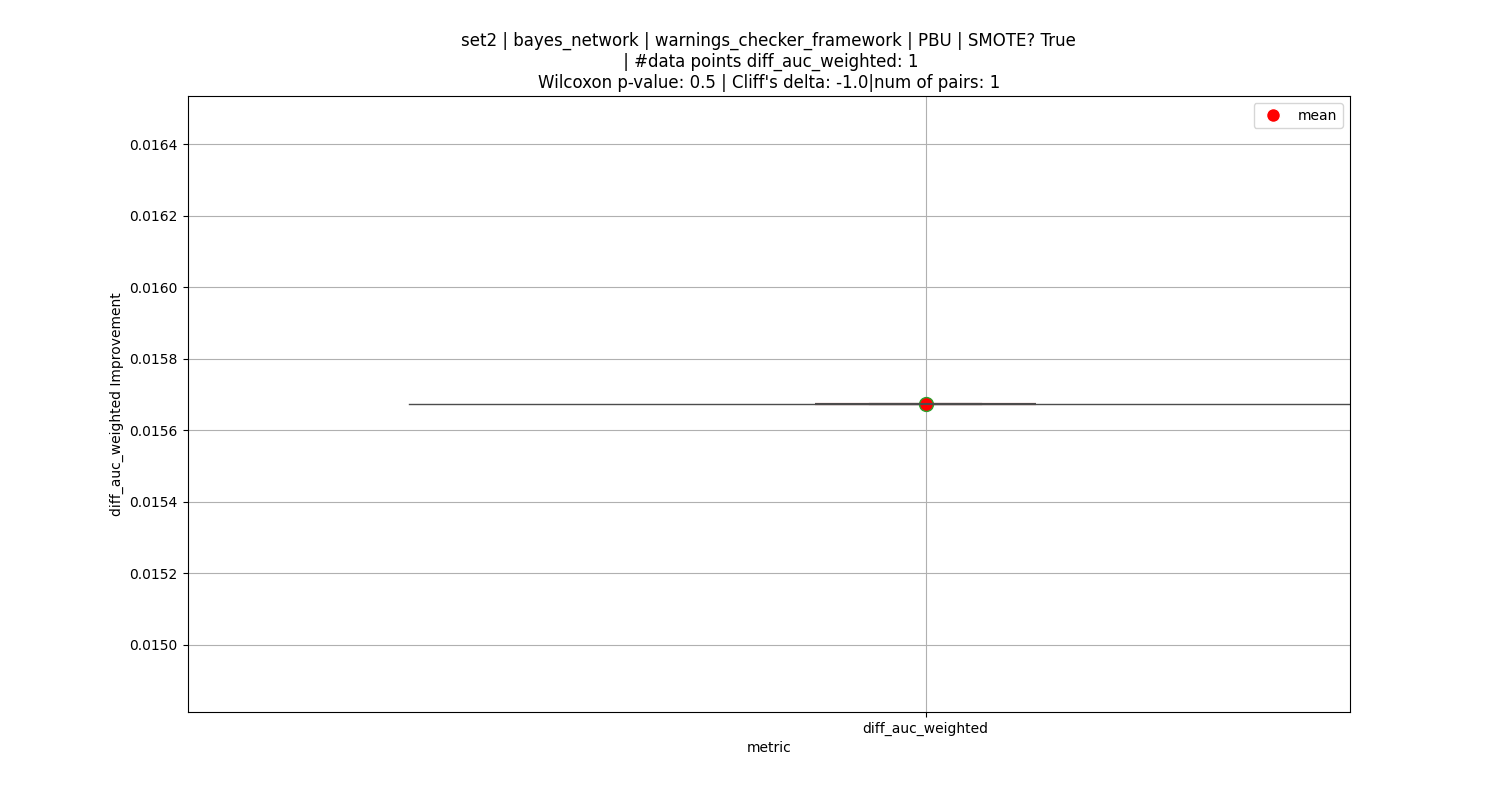 set2 | bayes_network | warnings_checker_framework | PBU | SMOTE? True
| #data points diff_auc_weighted: 1
Wilcoxon p-value: 0.5 | Cliff's delta: -1.0|num of pairs: 1
mean
0.0164
0.0162
0.0160
0.0158
0.0156
0.0154
0.0152
0.0150
diff_auc_weighted Improvement
diff_auc_weighted
metric